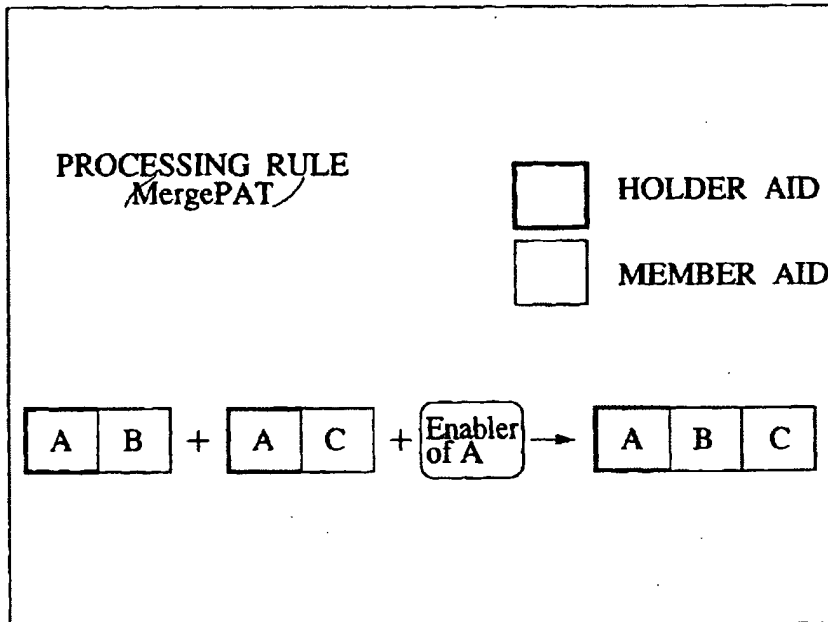 PROCESSING RULE
MergePAT
HOLDER AID
MEMBER AID
A B + A C + Enabler of A → A B C